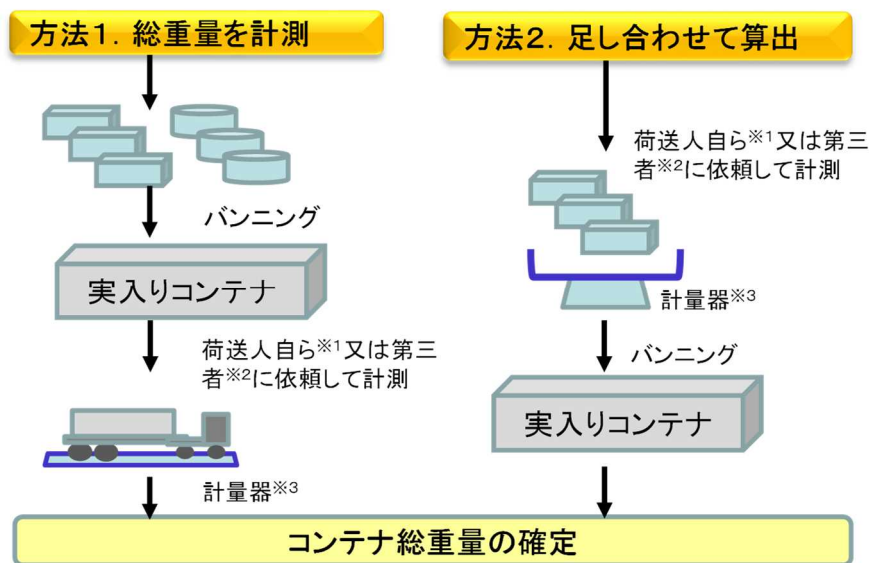 方法1．総重量を計測
バンニング
実入りコンテナ
荷送人自ら※1又は第三
者※2に依頼して計測
計量器※3
方法2．足し合わせて算出
荷送人自ら※1又は第三
者※2に依頼して計測
計量器※3
バンニング
実入りコンテナ
コンテナ総重量の確定